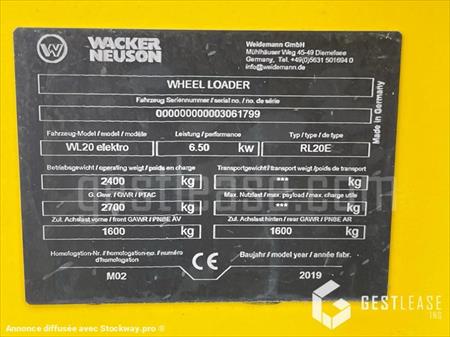 WACKER
NEUSON
Weidemann GmbH
Mühlhäuser Weg 45-49 Diemelsee
Germany, Tel. +49(0)5631 501694 0
info@weidemann.de
WHEEL LOADER
Fahrzeug Seriennummer / serial no. / no. de série
000000000003061799
Fahrzeug-Model / model / modèle
Leistung / performance
Typ / type / de type
WL20 elektro
6.50 kw
RL20E
Betriebsgewicht / operating weigt /poids en charge
Transportgewicht / transport weigt /poids de transport
2400 kg
*** kg
G. Gew. / GWR / PTAC
Max. Nutzlast / max. payload / max. charge utile
2700 kg
*** kg
Zul. Achslast vorne / front GAWR / PNBE AV
Zul. Achslast hinten / rear GAWR / PNBE AR
1600 kg
1600 kg
Homologation-Nr. / homologation-no. / numéro
d'homologation
Baujahr / model year / année fabr.
M02
CE
2019
Made in Germany
GESTLEASE
INC
Annonce diffusée avec Stockway.pro ®